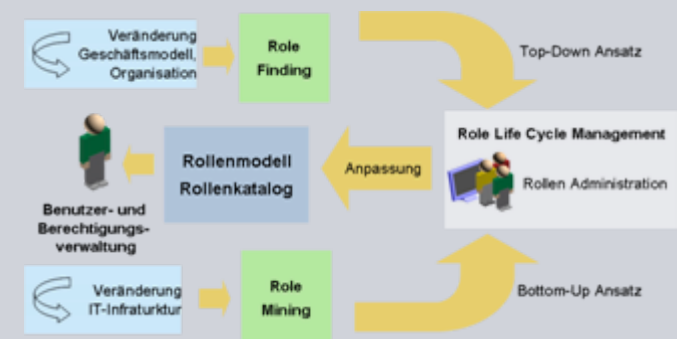 Veränderung
Geschäftsmodell,
Organisation
Role
Finding
Top-Down Ansatz
Role Life Cycle Management
Rollen Administration
Anpassung
Rollenmodell
Rollenkatalog
Benutzer- und
Berechtigungs-
verwaltung
Veränderung
IT-Infraturktur
Role
Mining
Bottom-Up Ansatz